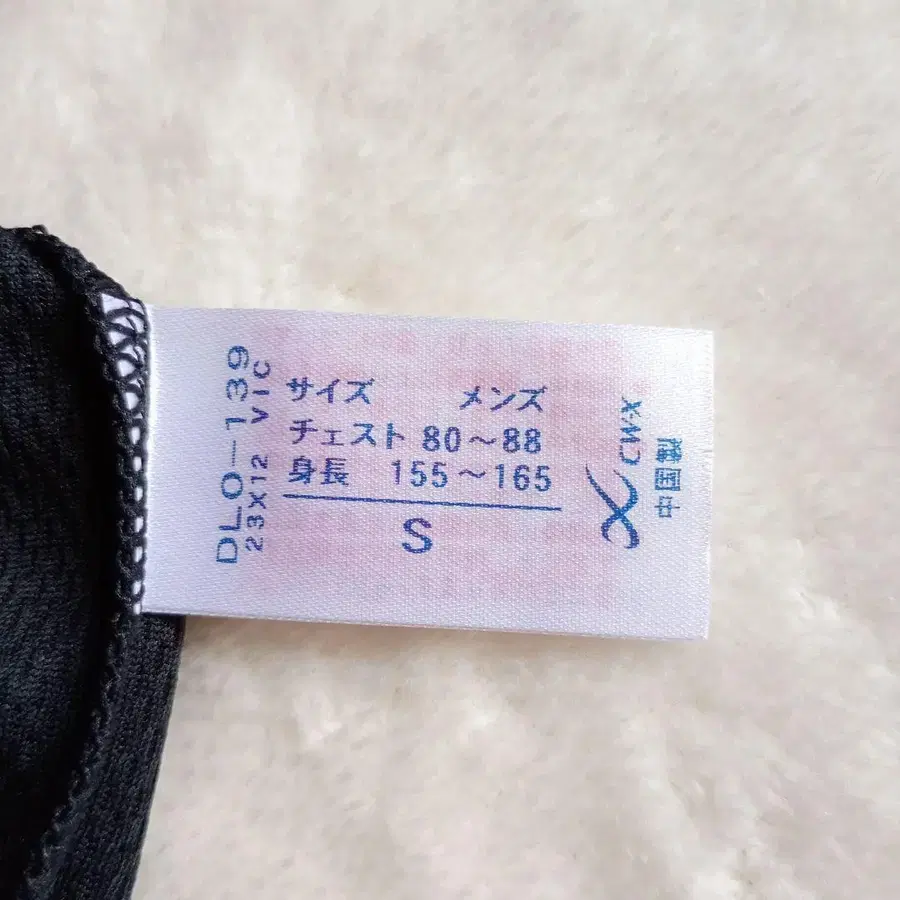 DLO-139
23X12 VIC
サイズ メンズ
チェスト 80～88
身長 155～165
S
CW-X
中国製